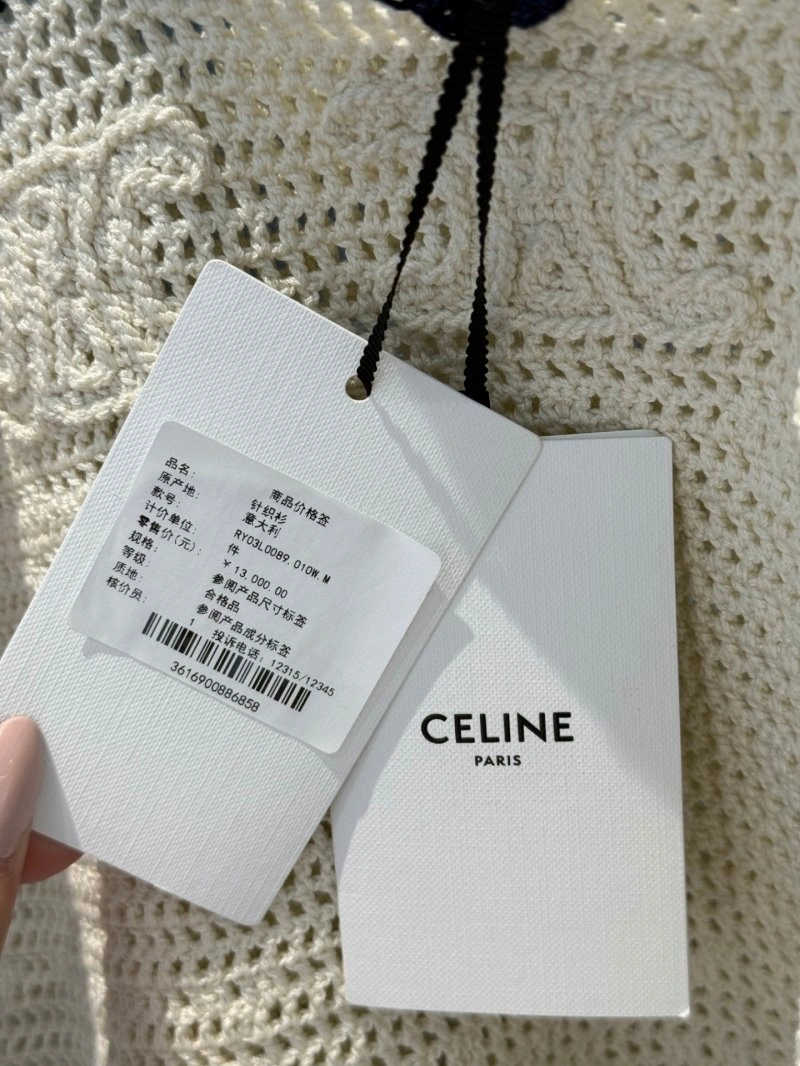 商品价格签
品名: 针织衫
原产地: 意大利
款号: RY03L0089.010W.M
计价单位: 件
零售价(元): ¥ 13,000.00
规格: 参阅产品尺寸标签
等级: 合格品
质地: 参阅产品成分标签
核价员: 1 投诉电话: 12315/12345
3616900886858
CELINE
PARIS